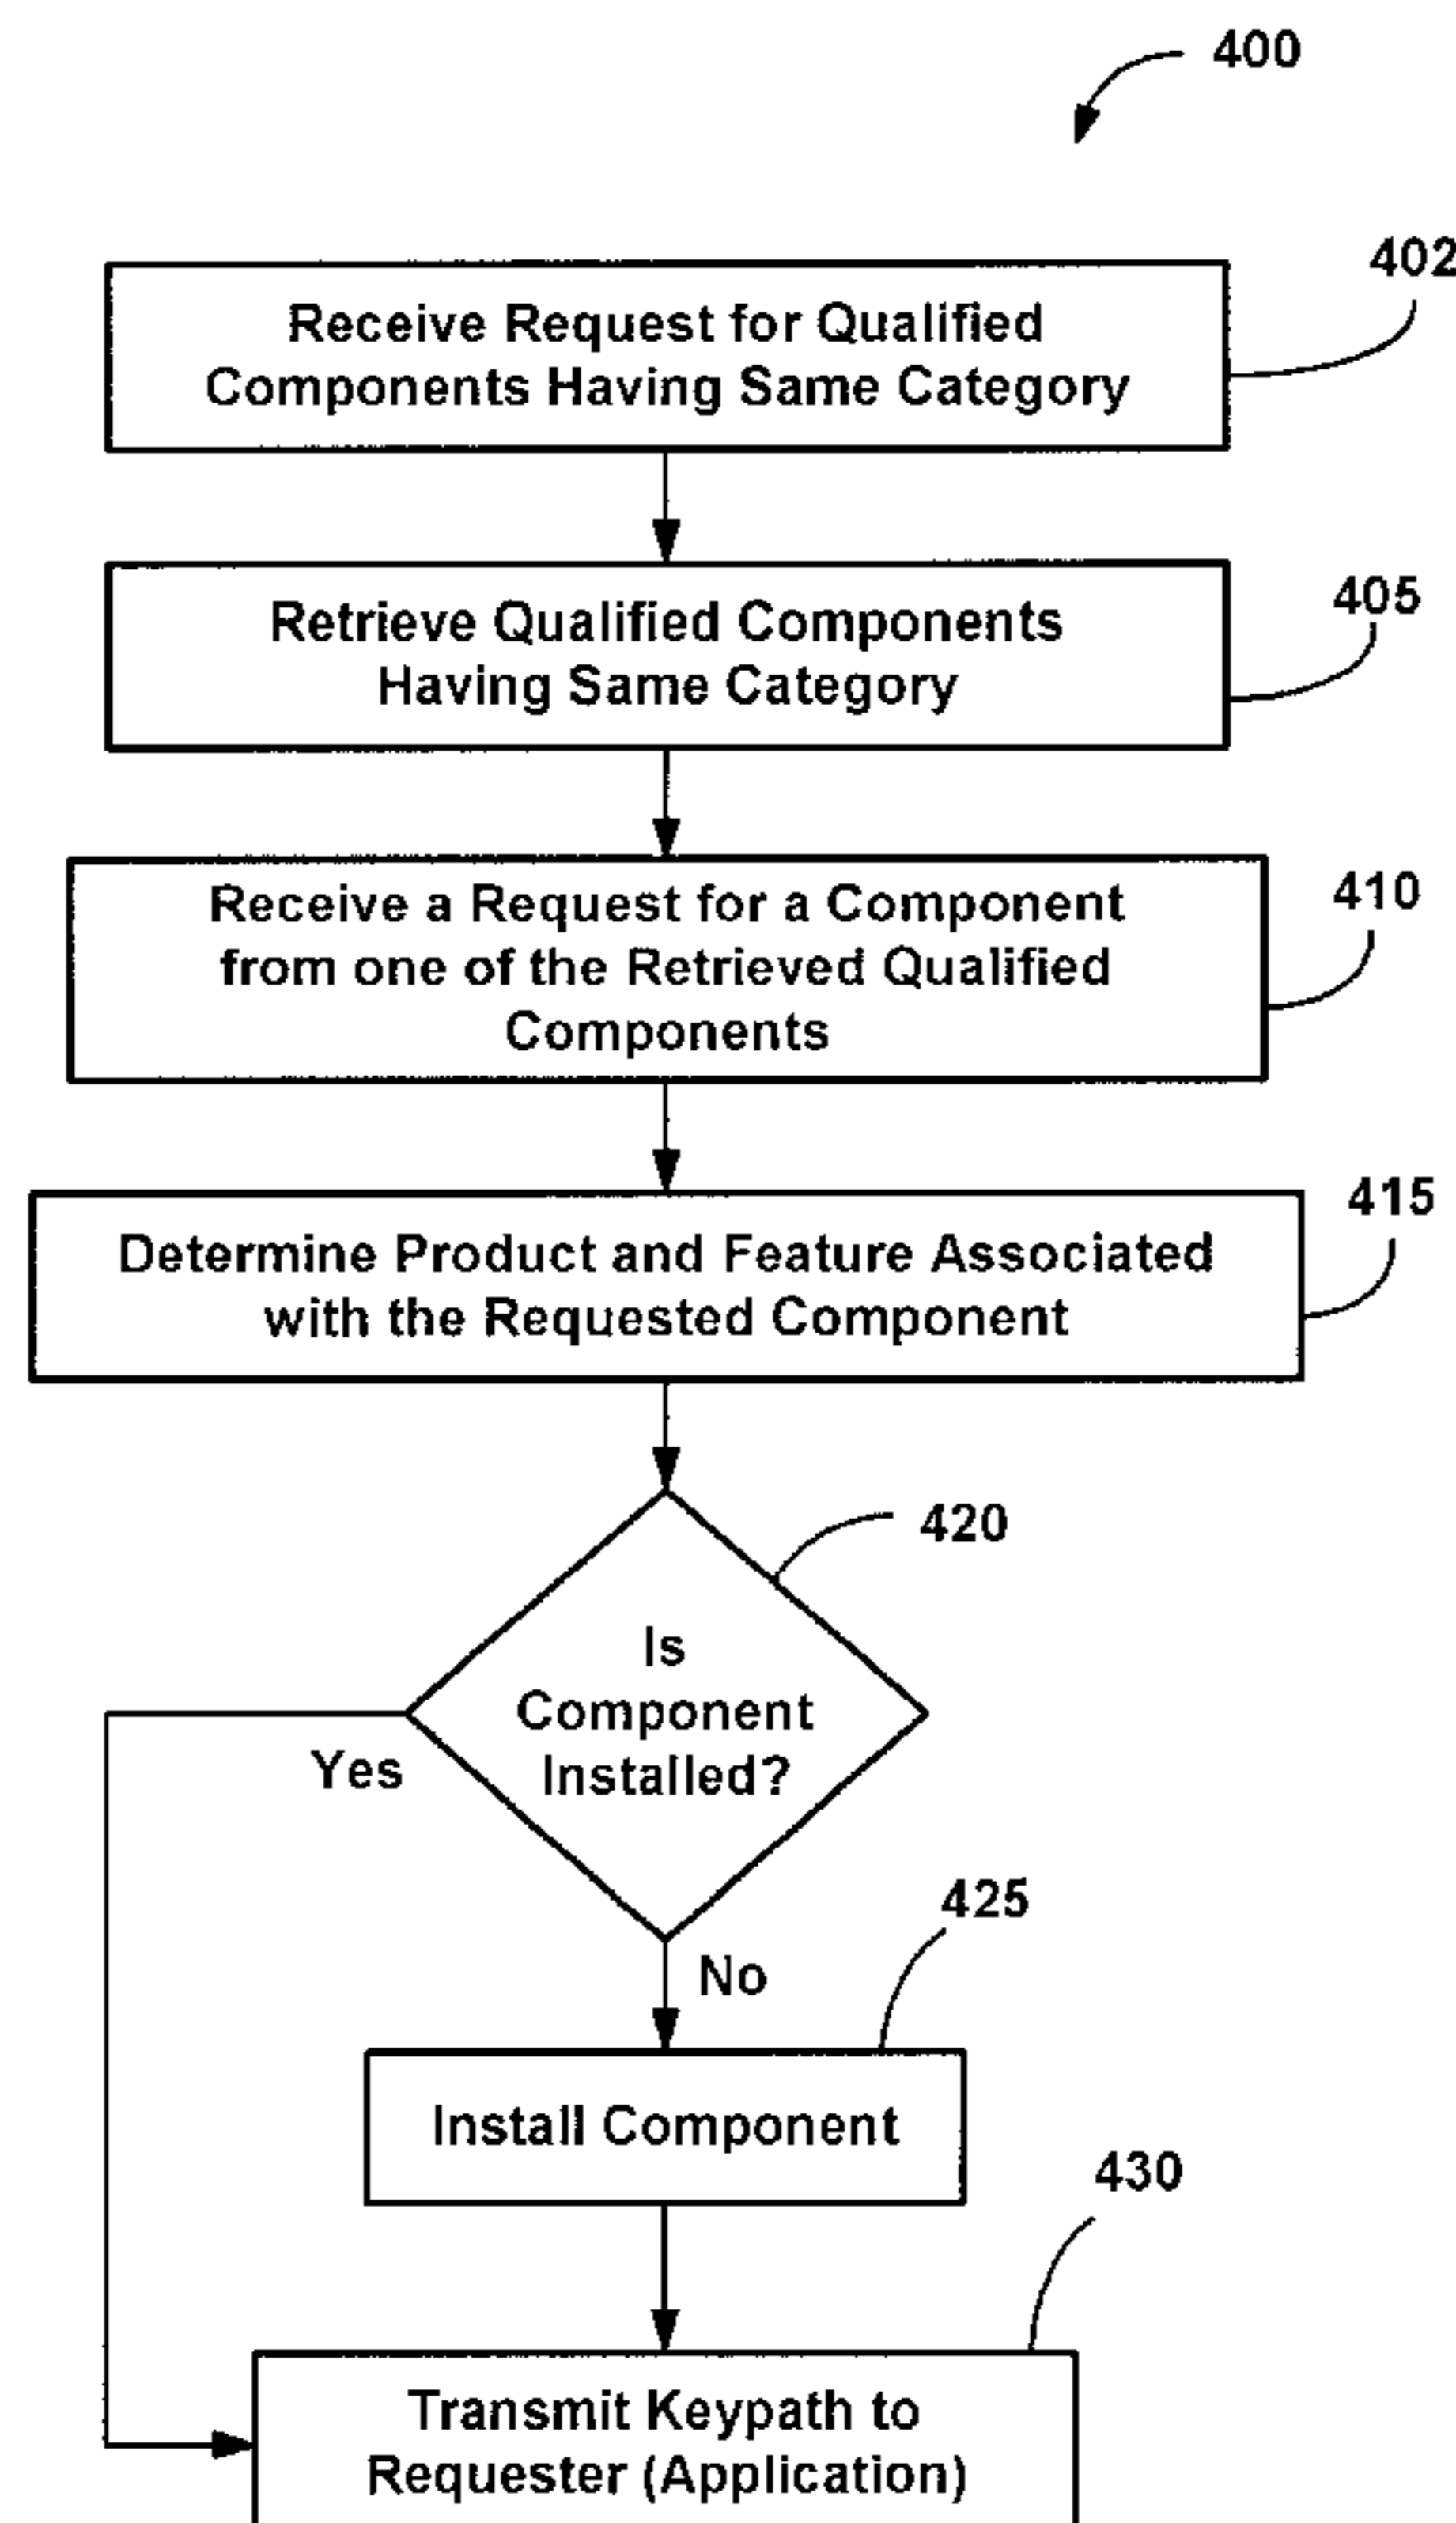 400
402
Receive Request for Qualified
Components Having Same Category
405
Retrieve Qualified Components
Having Same Category
410
Receive a Request for a Component
from one of the Retrieved Qualified
Components
415
Determine Product and Feature Associated
with the Requested Component
420
Is
Component
Installed?
Yes
No
425
Install Component
430
Transmit Keypath to
Requester (Application)